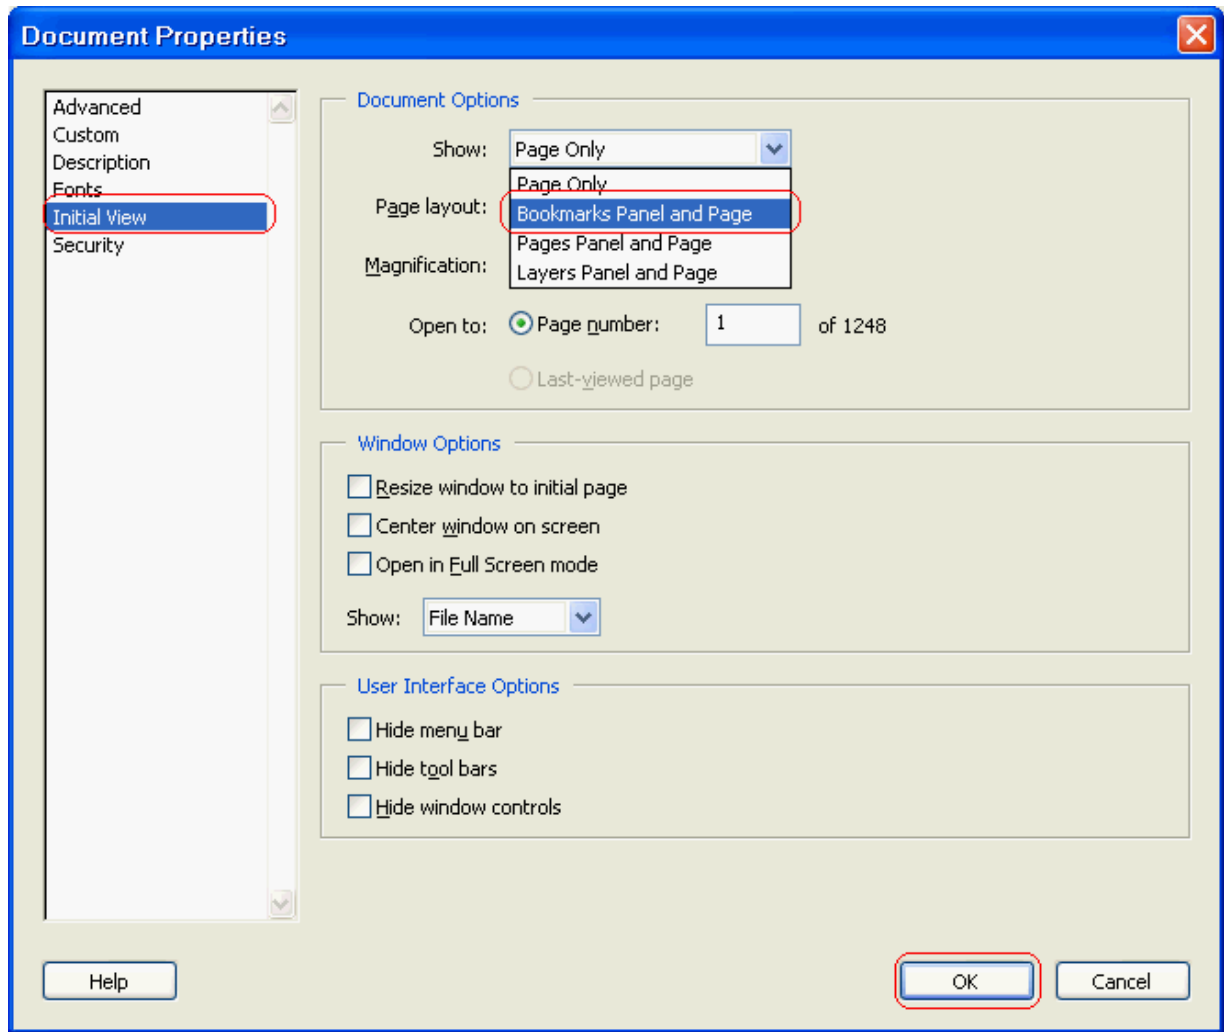 Document Properties
Advanced
Custom
Description
Fonts
Initial View
Security
Document Options
Show: Page Only
Page Only
Bookmarks Panel and Page
Pages Panel and Page
Layers Panel and Page
Page layout:
Magnification:
Open to: Page number: 1 of 1248
Last-viewed page
Window Options
Resize window to initial page
Center window on screen
Open in Full Screen mode
Show: File Name
User Interface Options
Hide menu bar
Hide tool bars
Hide window controls
Help
OK
Cancel